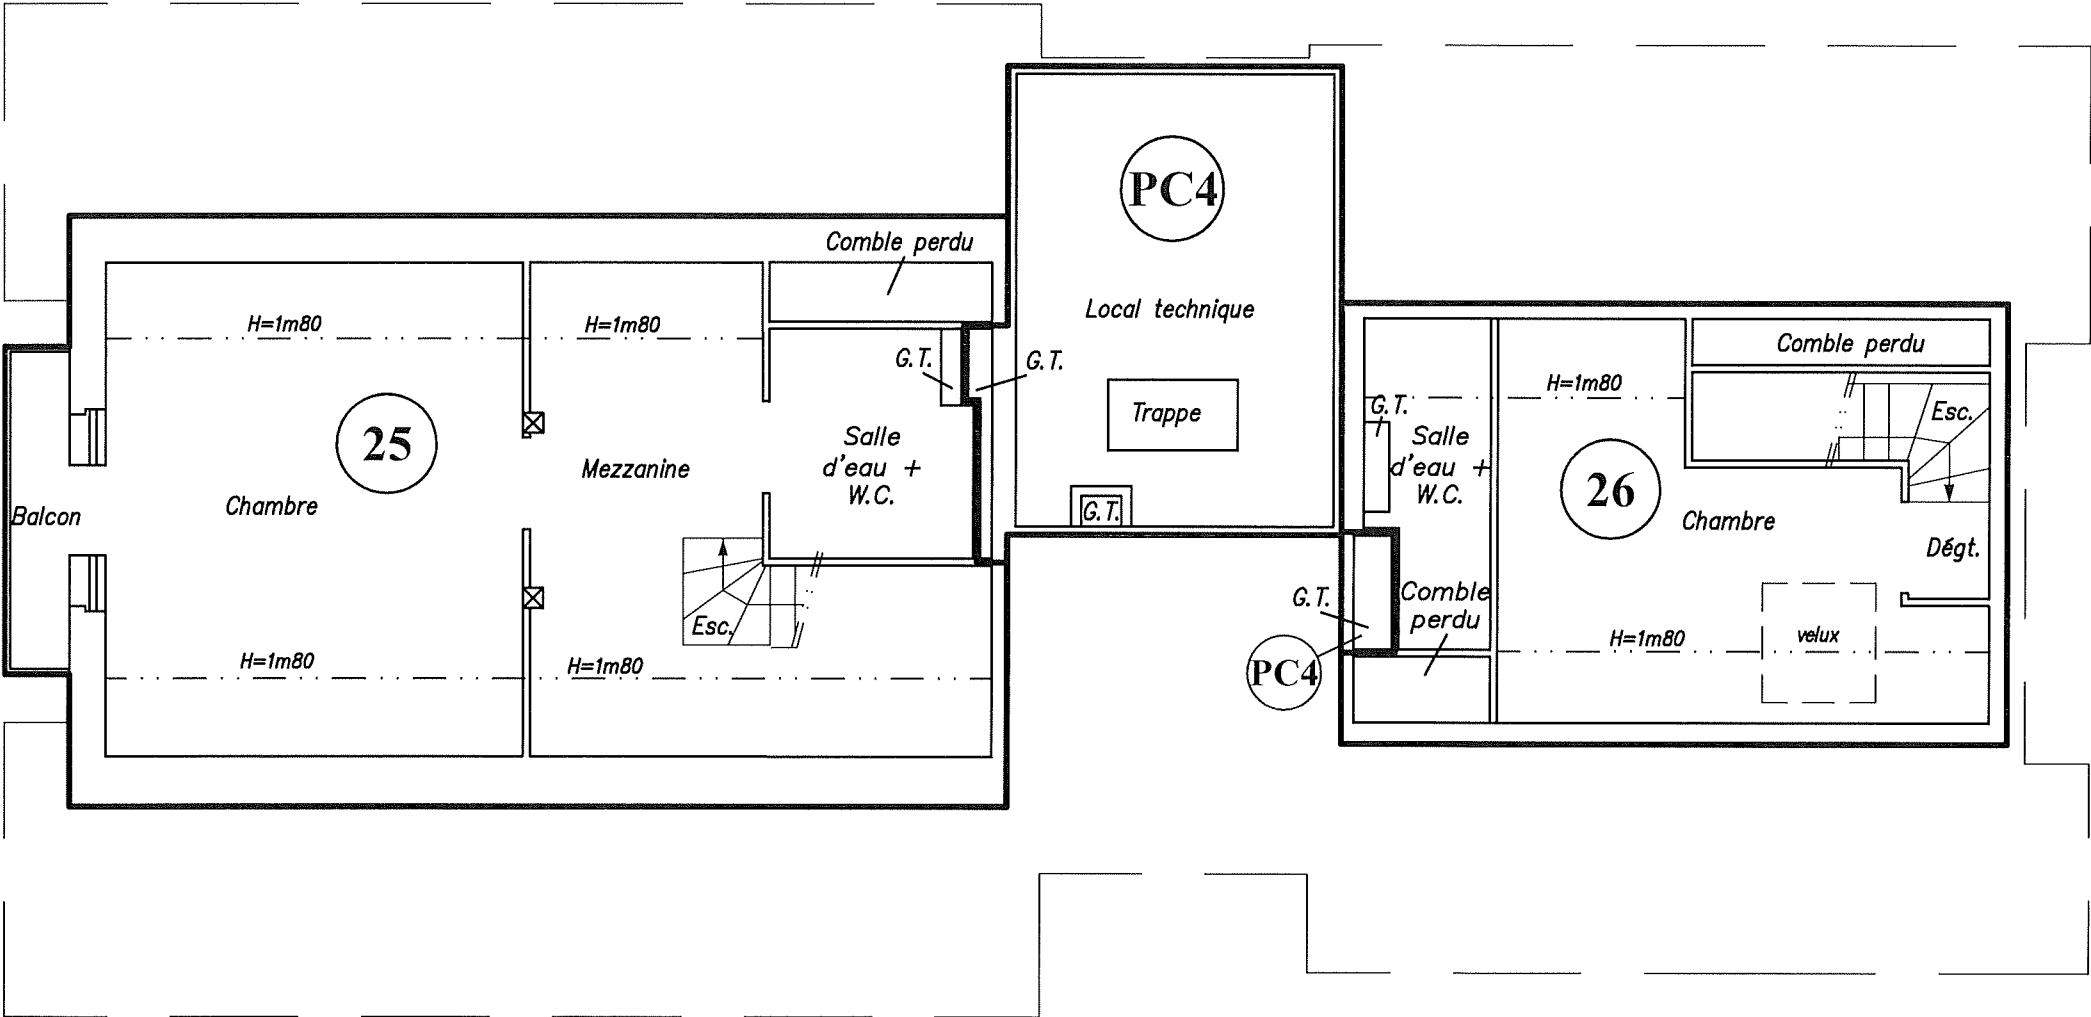 PC4
Comble perdu
Local technique
H=1m80
H=1m80
G.T.
G.T.
Trappe
25
Salle
d'eau +
W.C.
Mezzanine
Chambre
Balcon
G.T.
Esc.
H=1m80
H=1m80
Comble perdu
H=1m80
G.T.
Esc.
Salle
d'eau +
W.C.
26
Chambre
Dégt.
G.T.
Comble
perdu
H=1m80
velux
PC4